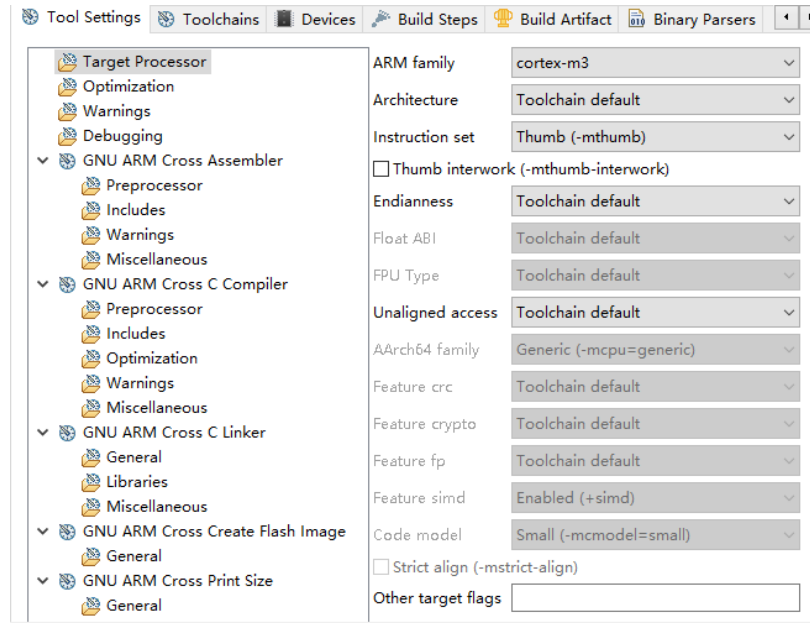 Tool Settings Toolchains Devices Build Steps Build Artifact Binary Parsers
Target Processor
Optimization
Warnings
Debugging
GNU ARM Cross Assembler
Preprocessor
Includes
Warnings
Miscellaneous
GNU ARM Cross C Compiler
Preprocessor
Includes
Optimization
Warnings
Miscellaneous
GNU ARM Cross C Linker
General
Libraries
Miscellaneous
GNU ARM Cross Create Flash Image
General
GNU ARM Cross Print Size
General
ARM family cortex-m3
Architecture Toolchain default
Instruction set Thumb (-mthumb)
Thumb interwork (-mthumb-interwork)
Endianness Toolchain default
Float ABI Toolchain default
FPU Type Toolchain default
Unaligned access Toolchain default
AArch64 family Generic (-mcpu=generic)
Feature crc Toolchain default
Feature crypto Toolchain default
Feature fp Toolchain default
Feature simd Enabled (+simd)
Code model Small (-mcmodel=small)
Strict align (-mstrict-align)
Other target flags